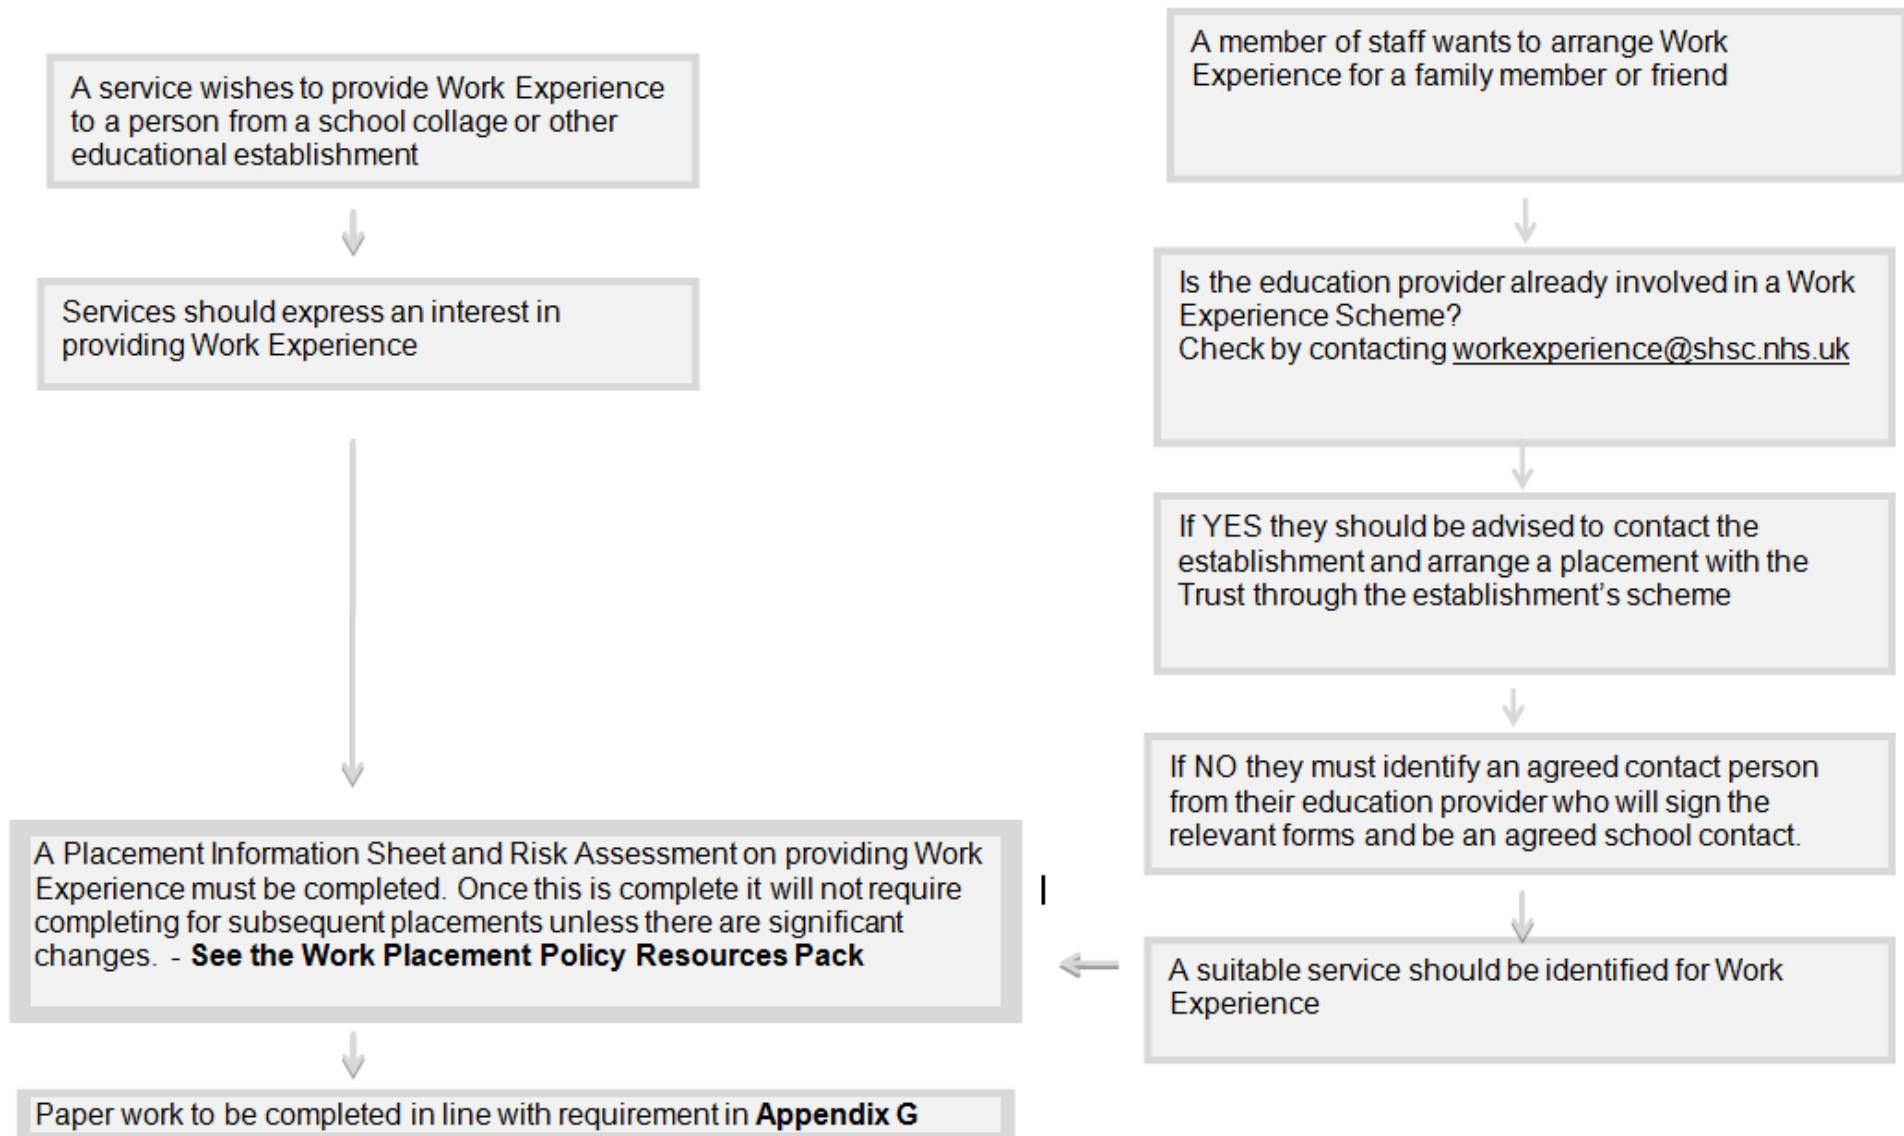 A service wishes to provide Work Experience
to a person from a school collage or other
educational establishment
Services should express an interest in
providing Work Experience
A Placement Information Sheet and Risk Assessment on providing Work
Experience must be completed. Once this is complete it will not require
completing for subsequent placements unless there are significant
changes. - See the Work Placement Policy Resources Pack
Paper work to be completed in line with requirement in Appendix G
A member of staff wants to arrange Work
Experience for a family member or friend
Is the education provider already involved in a Work
Experience Scheme?
Check by contacting workexperience@shsc.nhs.uk
If YES they should be advised to contact the
establishment and arrange a placement with the
Trust through the establishment’s scheme
If NO they must identify an agreed contact person
from their education provider who will sign the
relevant forms and be an agreed school contact.
A suitable service should be identified for Work
Experience